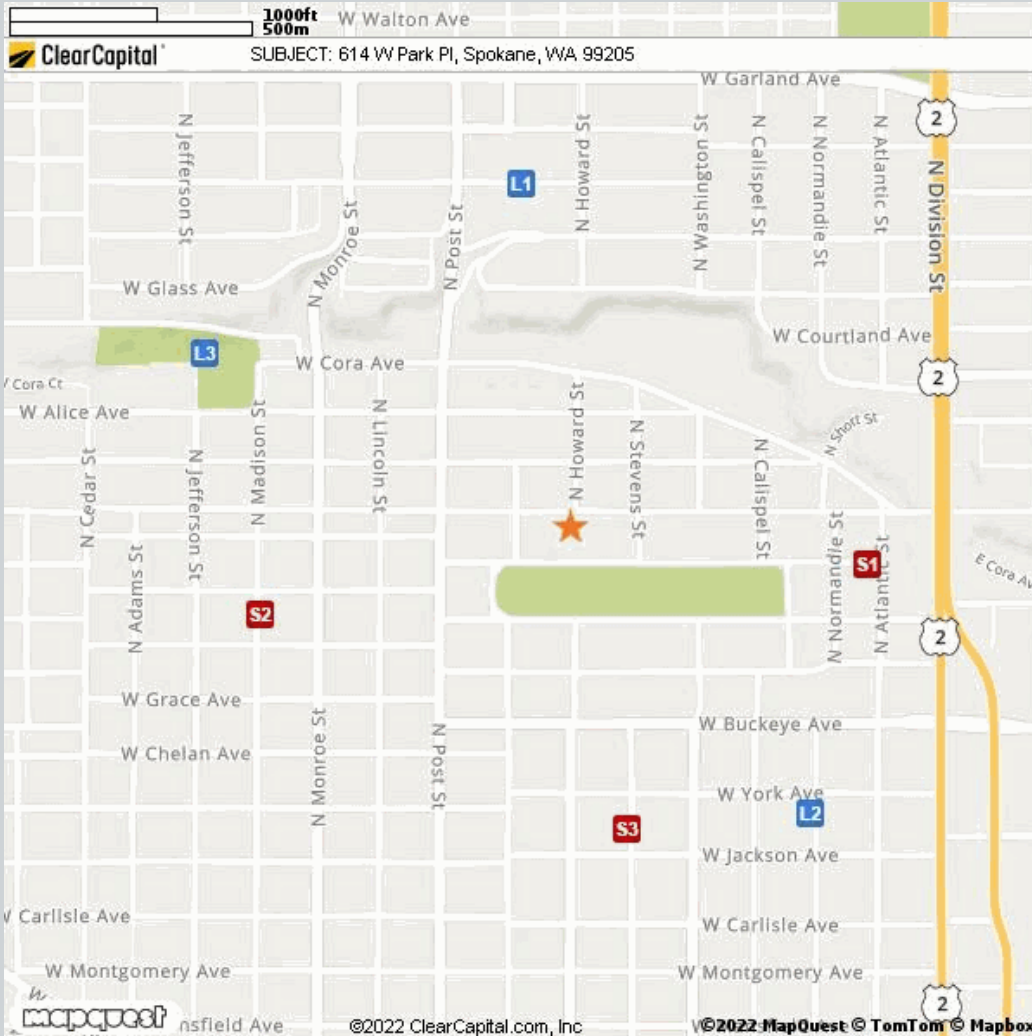 1000ft
500m
W Walton Ave
ClearCapital
SUBJECT: 614 W Park Pl, Spokane, WA 99205
W Garland Ave
2
N Jefferson St
N Howard St
N Washington St
N Calispel St
N Normandie St
N Atlantic St
N Division St
L1
N Monroe St
N Post St
W Glass Ave
W Courtland Ave
L3
W Cora Ave
2
Cora Ct
W Alice Ave
N Cedar St
N Jefferson St
N Madison St
N Lincoln St
N Howard St
N Stevens St
N Calispel St
N Short St
N Adams St
N Normandie St
N Atlantic St
S1
E Cora Av
S2
2
W Grace Ave
W Buckeye Ave
W Chelan Ave
N Monroe St
N Post St
W York Ave
L2
S3
W Jackson Ave
W Carlisle Ave
W Carlisle Ave
W Montgomery Ave
W Montgomery Ave
2
mapquest
nsfield Ave
©2022 ClearCapital.com, Inc
©2022 MapQuest © TomTom © Mapbox